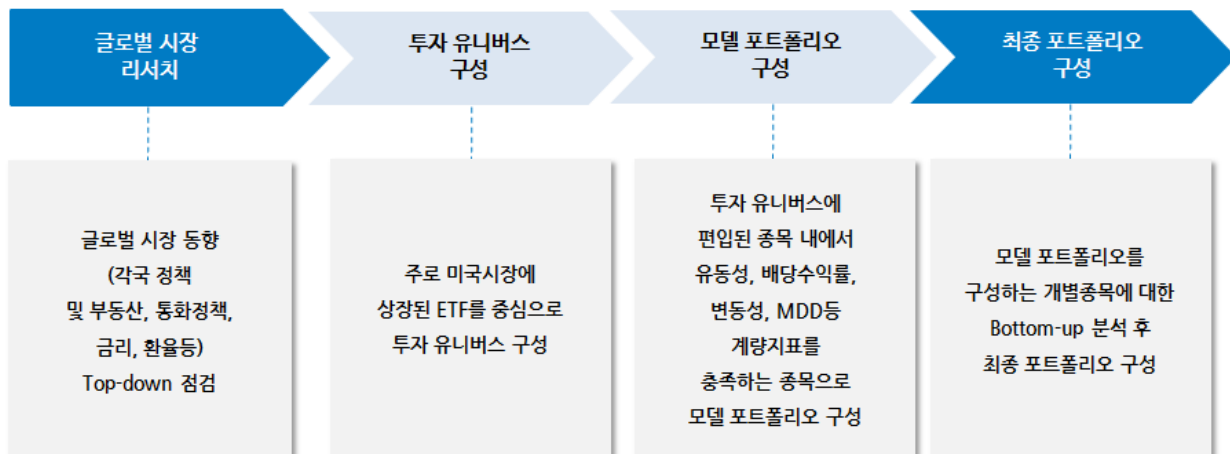 글로벌 시장
리서치
투자 유니버스
구성
모델 포트폴리오
구성
최종 포트폴리오
구성
글로벌 시장 동향
(각국 정책
및 부동산, 통화정책,
금리, 환율등)
Top-down 점검
주로 미국시장에
상장된 ETF를 중심으로
투자 유니버스 구성
투자 유니버스에
편입된 종목 내에서
유동성, 배당수익률,
변동성, MDD등
계량지표를
충족하는 종목으로
모델 포트폴리오 구성
모델 포트폴리오를
구성하는 개별종목에 대한
Bottom-up 분석 후
최종 포트폴리오 구성